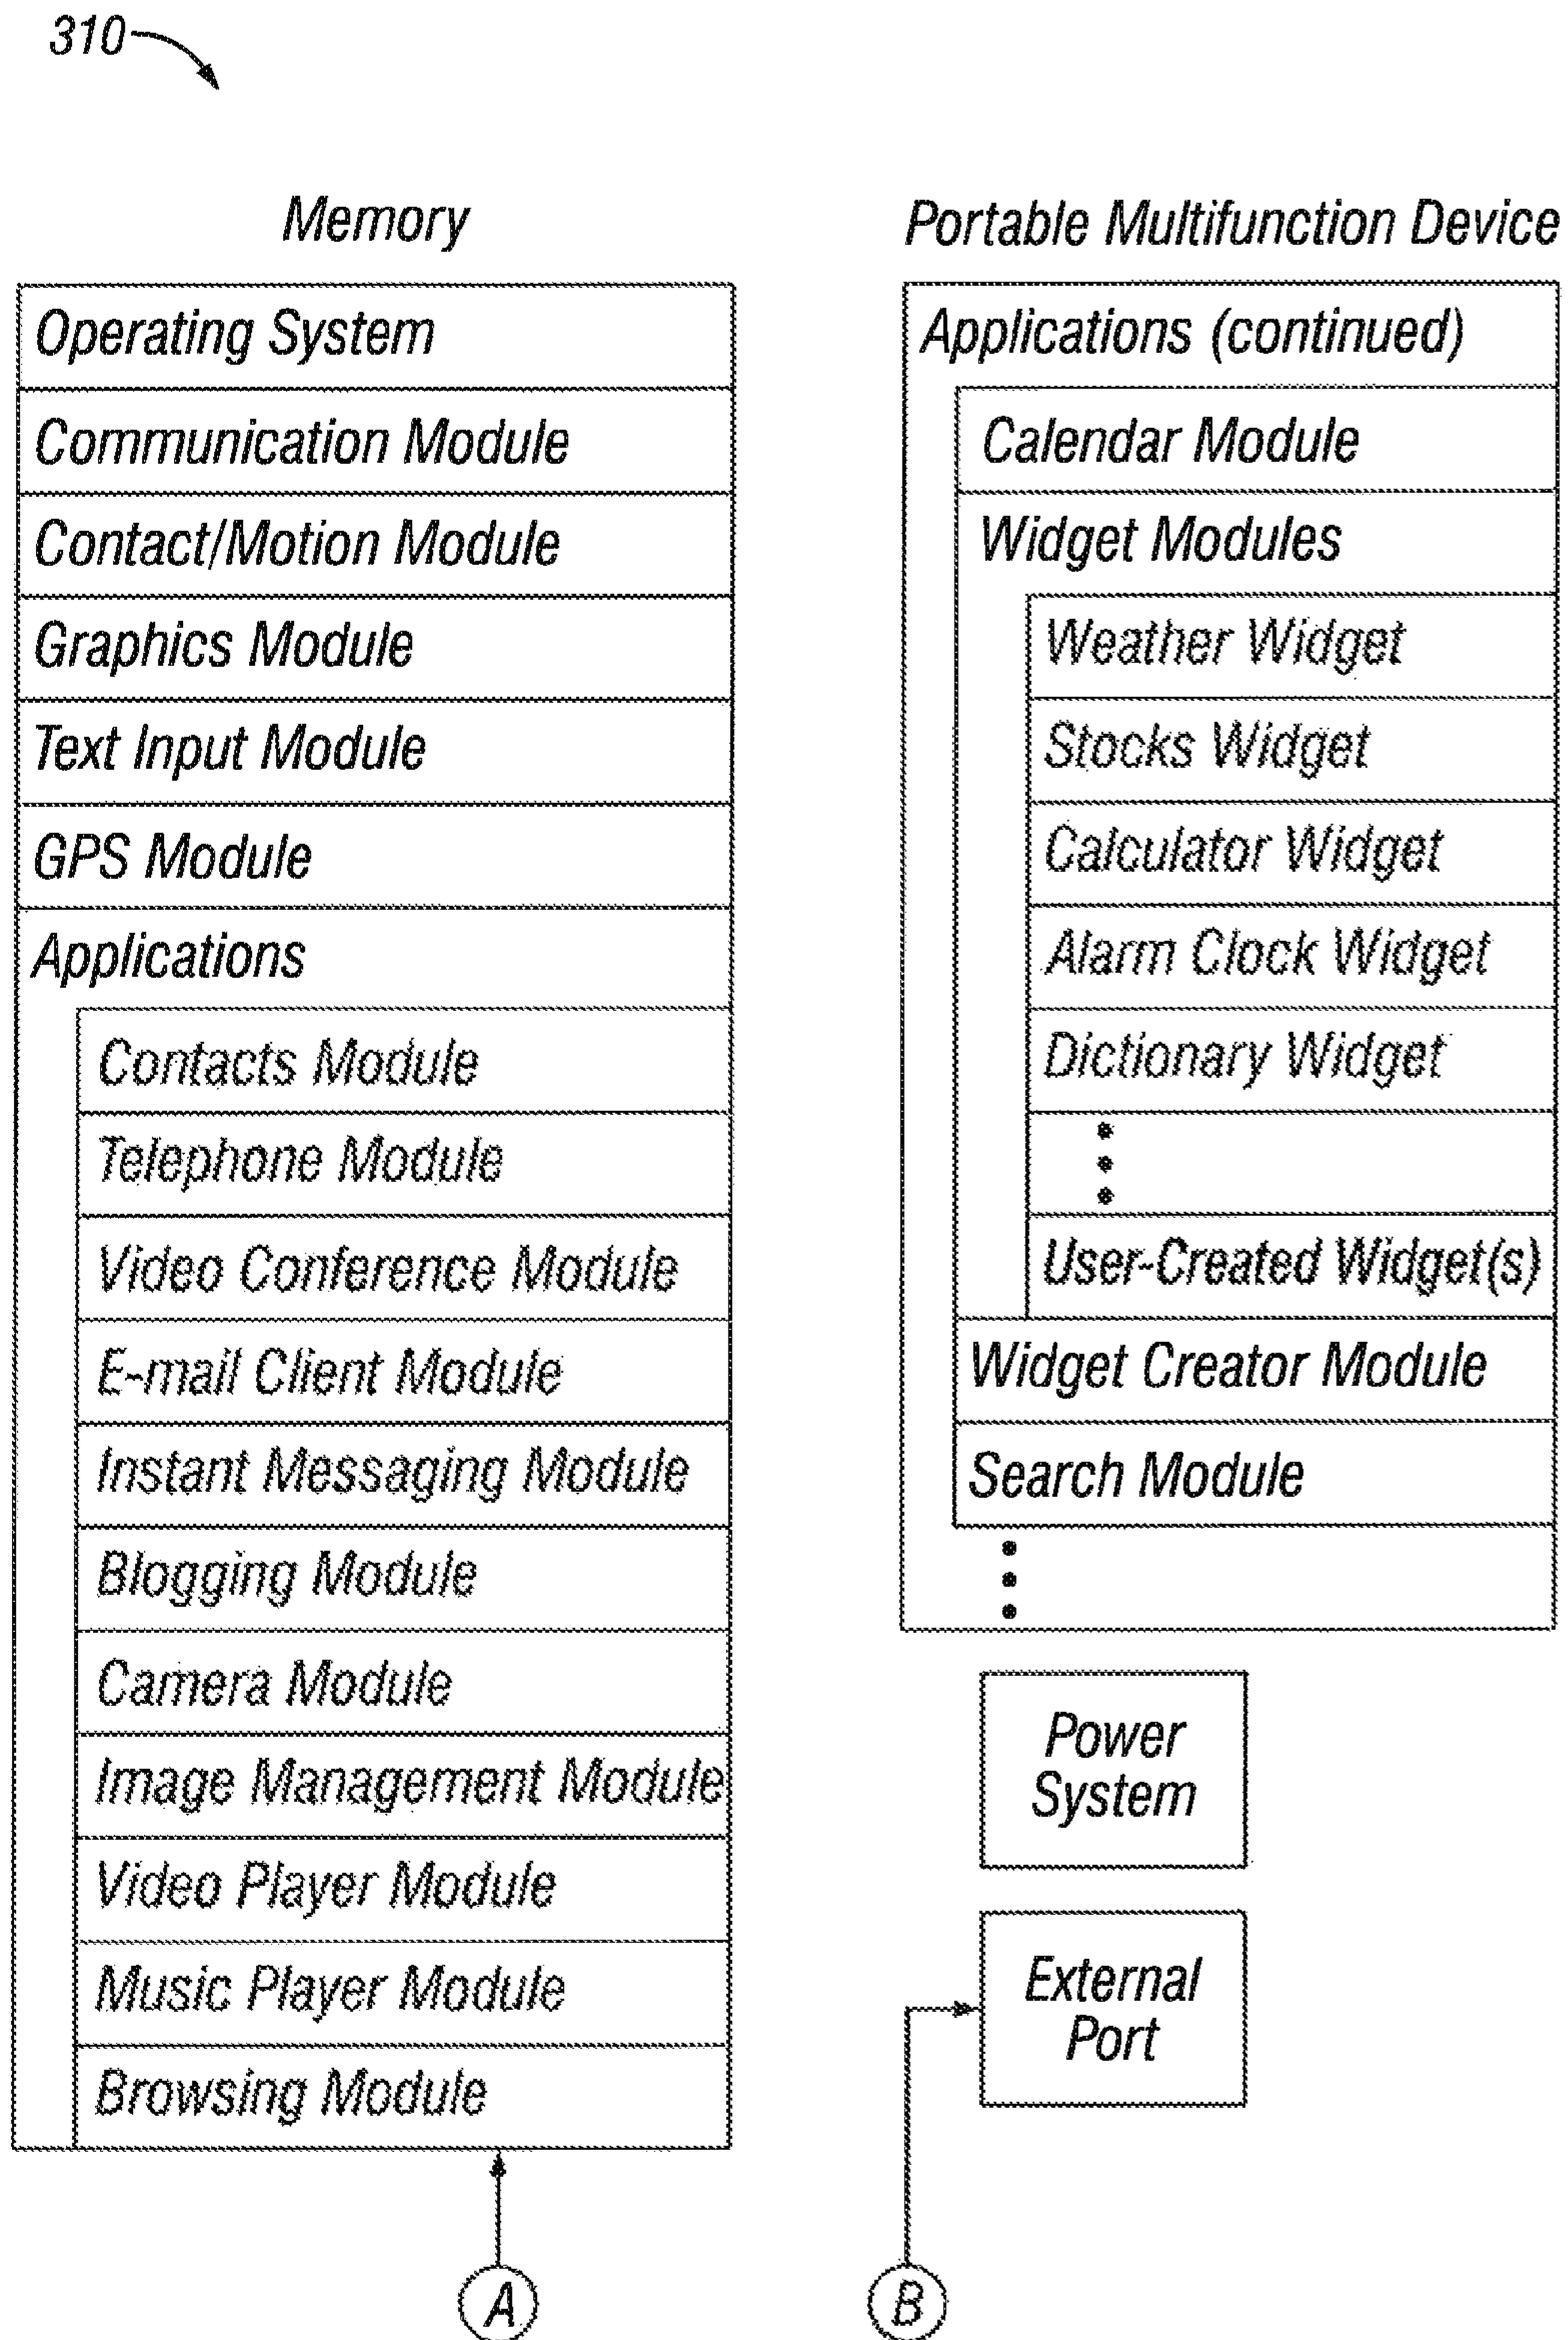 310
Memory
Operating System
Communication Module
Contact/Motion Module
Graphics Module
Text Input Module
GPS Module
Applications
Contacts Module
Telephone Module
Video Conference Module
E-mail Client Module
Instant Messaging Module
Blogging Module
Camera Module
Image Management Module
Video Player Module
Music Player Module
Browsing Module
A
Portable Multifunction Device
Applications (continued)
Calendar Module
Widget Modules
Weather Widget
Stocks Widget
Calculator Widget
Alarm Clock Widget
Dictionary Widget
User-Created Widget(s)
Widget Creator Module
Search Module
Power
System
External
Port
B